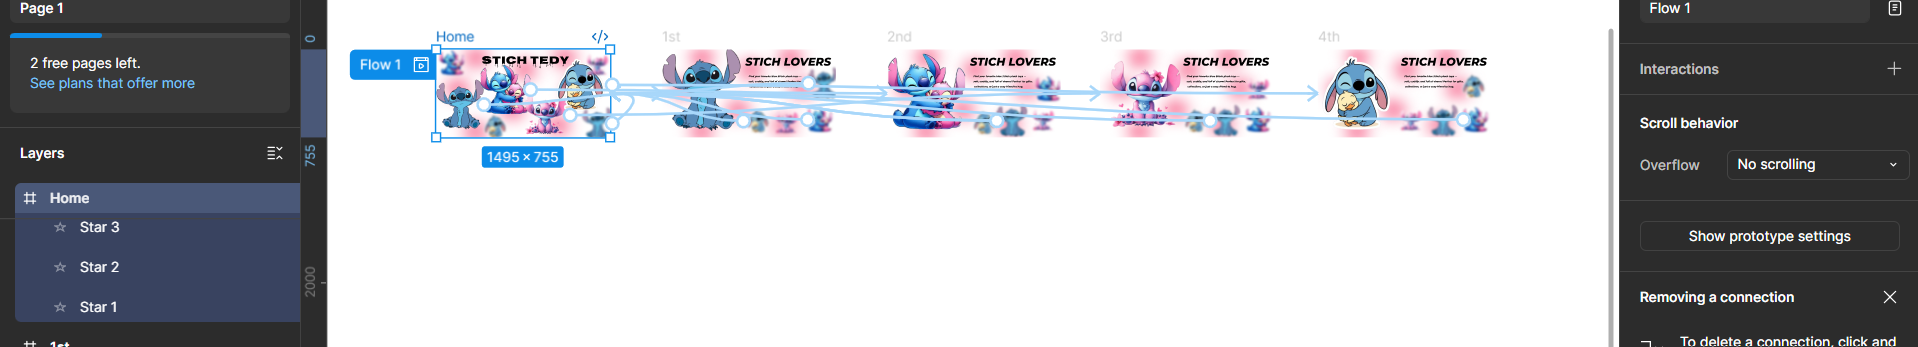 Page 1
2 free pages left.
See plans that offer more
Layers
Home
Star 3
Star 2
Star 1
1st
0
755
2000
Home
</>
1st
2nd
3rd
4th
Flow 1
STICH TEDY
STICH LOVERS
STICH LOVERS
STICH LOVERS
STICH LOVERS
1495 × 755
Flow 1
Interactions
Scroll behavior
Overflow
No scrolling
Show prototype settings
Removing a connection
To delete a connection, click and